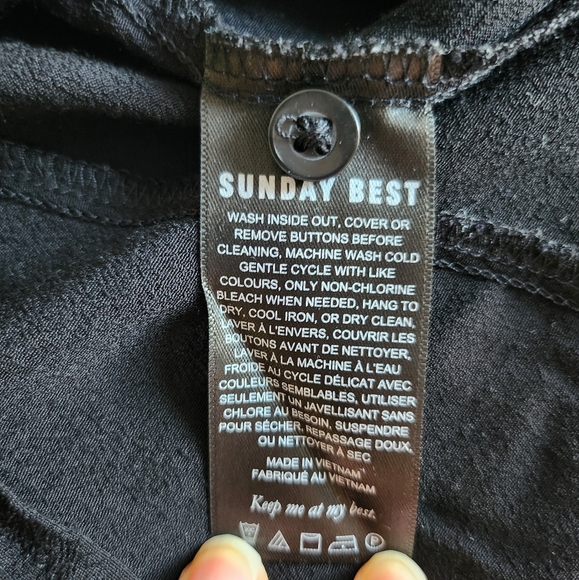 SUNDAY BEST
WASH INSIDE OUT, COVER OR
REMOVE BUTTONS BEFORE
CLEANING, MACHINE WASH COLD
GENTLE CYCLE WITH LIKE
COLOURS, ONLY NON-CHLORINE
BLEACH WHEN NEEDED, HANG TO
DRY, COOL IRON, OR DRY CLEAN,
LAVER À L'ENVERS, COUVRIR LES
BOUTONS AVANT DE NETTOYER,
LAVER À LA MACHINE À L'EAU
FROIDE AU CYCLE DÉLICAT AVEC
COULEURS SEMBLABLES, UTILISER
SEULEMENT UN JAVELLISANT SANS
CHLORE AU BESOIN, SUSPENDRE
POUR SÉCHER, REPASSAGE DOUX,
OU NETTOYER À SEC
MADE IN VIETNAM
FABRIQUÉ AU VIETNAM
Keep me at my best.
P